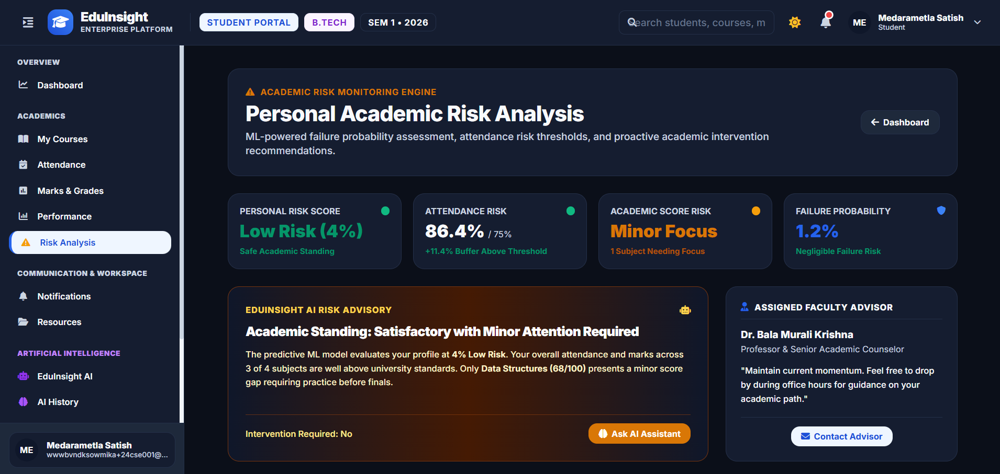 EduInsight
ENTERPRISE PLATFORM
STUDENT PORTAL
B.TECH
SEM 1 • 2026
Search students, courses, m
ME
Medarametla Satish
Student
OVERVIEW
Dashboard
ACADEMICS
My Courses
Attendance
Marks & Grades
Performance
Risk Analysis
COMMUNICATION & WORKSPACE
Notifications
Resources
ARTIFICIAL INTELLIGENCE
EduInsight AI
AI History
ME
Medarametla Satish
wwwbvndksowmika+24cse001@...
ACADEMIC RISK MONITORING ENGINE
Personal Academic Risk Analysis
ML-powered failure probability assessment, attendance risk thresholds, and proactive academic intervention
recommendations.
Dashboard
PERSONAL RISK SCORE
Low Risk (4%)
Safe Academic Standing
ATTENDANCE RISK
86.4% / 75%
+11.4% Buffer Above Threshold
ACADEMIC SCORE RISK
Minor Focus
1 Subject Needing Focus
FAILURE PROBABILITY
1.2%
Negligible Failure Risk
EDUINSIGHT AI RISK ADVISORY
Academic Standing: Satisfactory with Minor Attention Required
The predictive ML model evaluates your profile at 4% Low Risk. Your overall attendance and marks across
3 of 4 subjects are well above university standards. Only Data Structures (68/100) presents a minor score
gap requiring practice before finals.
Intervention Required: No
Ask AI Assistant
ASSIGNED FACULTY ADVISOR
Dr. Bala Murali Krishna
Professor & Senior Academic Counselor
"Maintain current momentum. Feel free to drop
by during office hours for guidance on your
academic path."
Contact Advisor